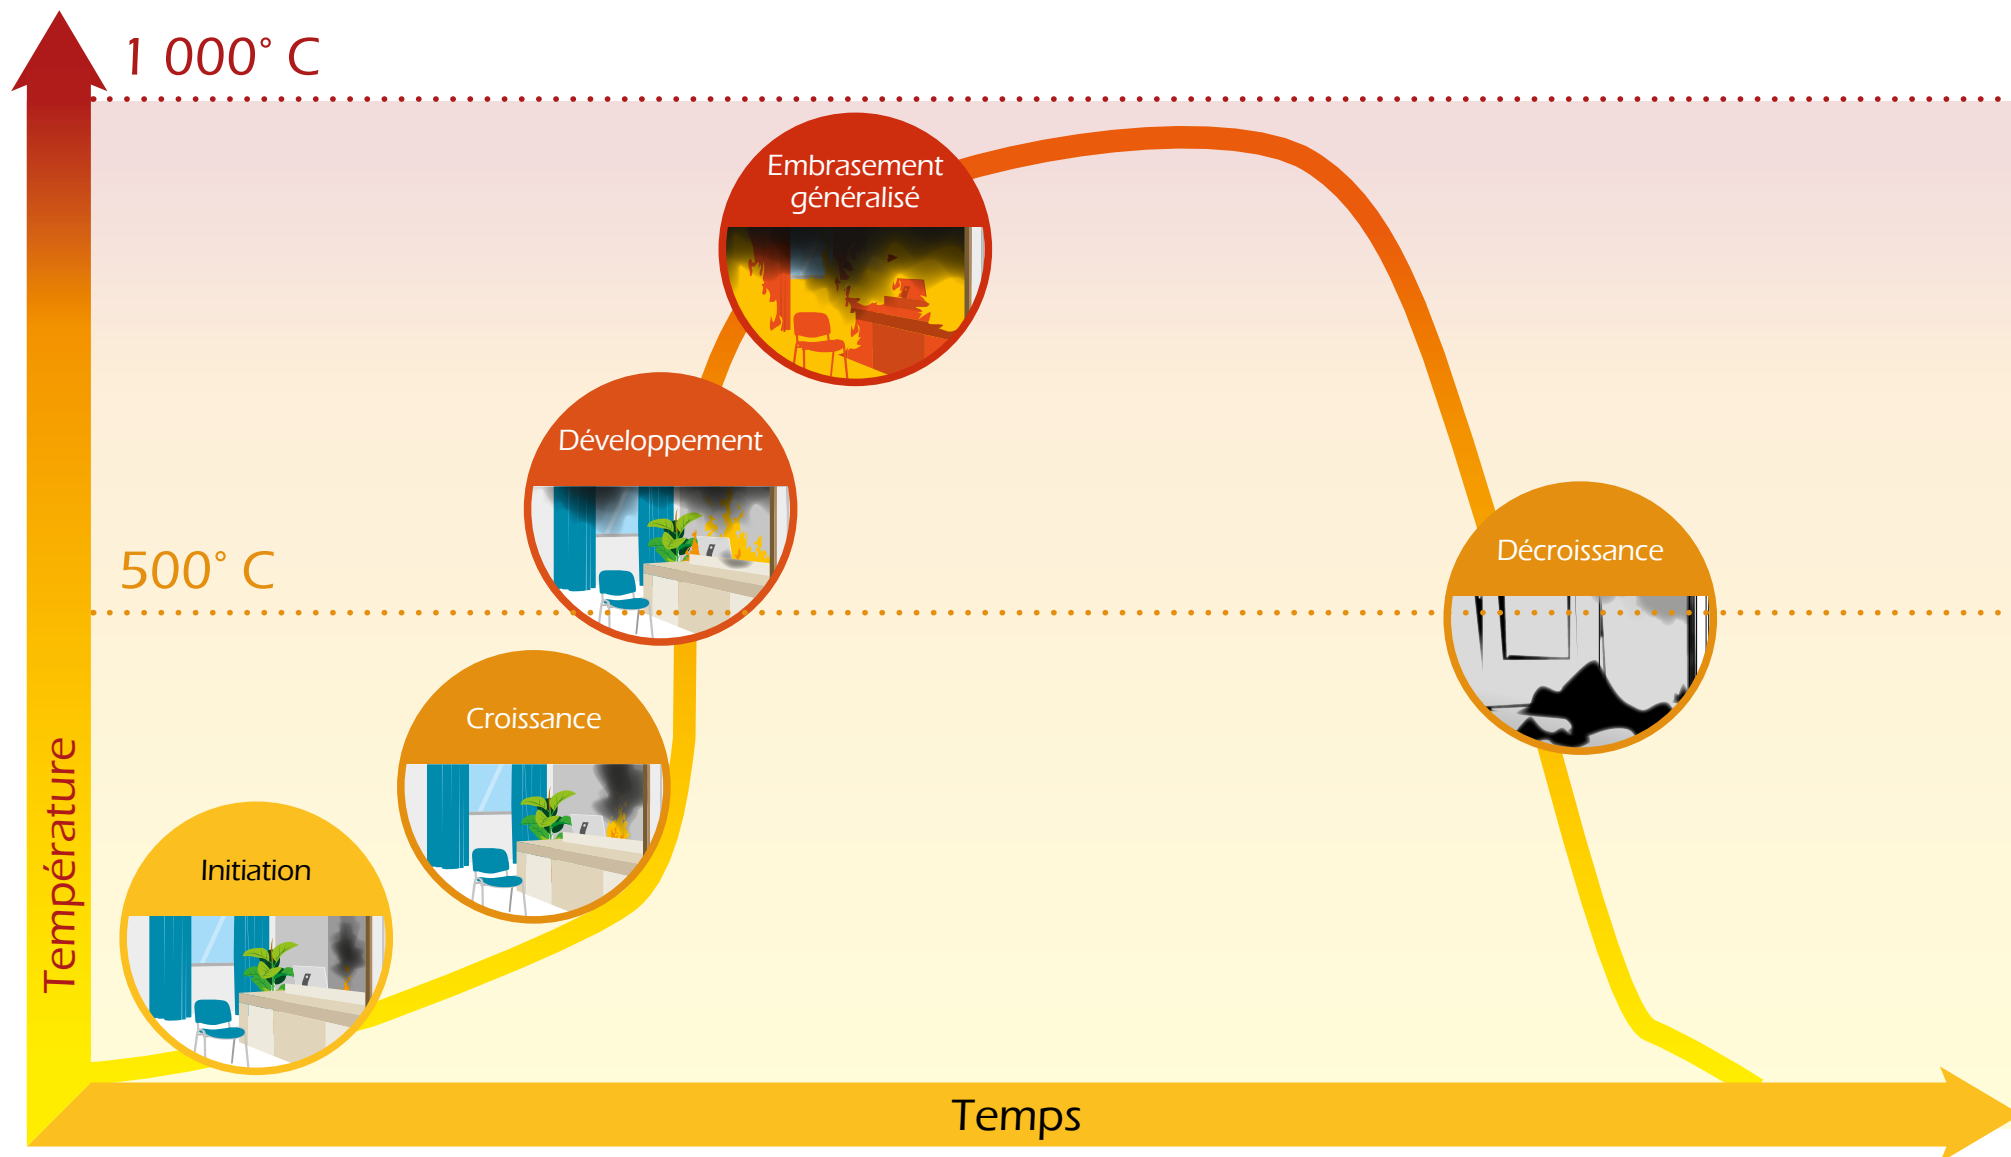 1 000° C
Embrasement
généralisé
Développement
500° C
Décroissance
Croissance
Initiation
Température
Temps